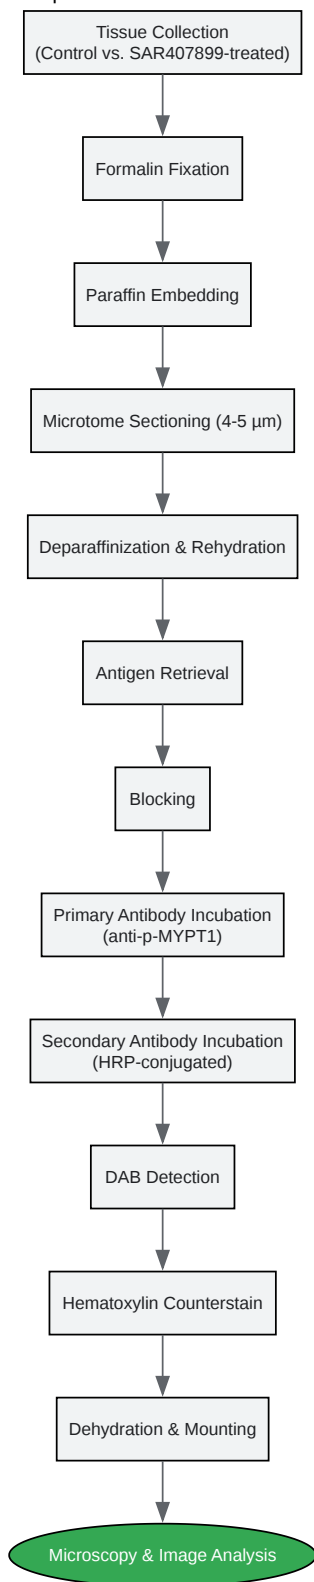 Tissue Collection
(Control vs. SAR407899-treated)
Formalin Fixation
Paraffin Embedding
Microtome Sectioning (4-5 µm)
Deparaffinization & Rehydration
Antigen Retrieval
Blocking
Primary Antibody Incubation
(anti-p-MYPT1)
Secondary Antibody Incubation
(HRP-conjugated)
DAB Detection
Hematoxylin Counterstain
Dehydration & Mounting
Microscopy & Image Analysis